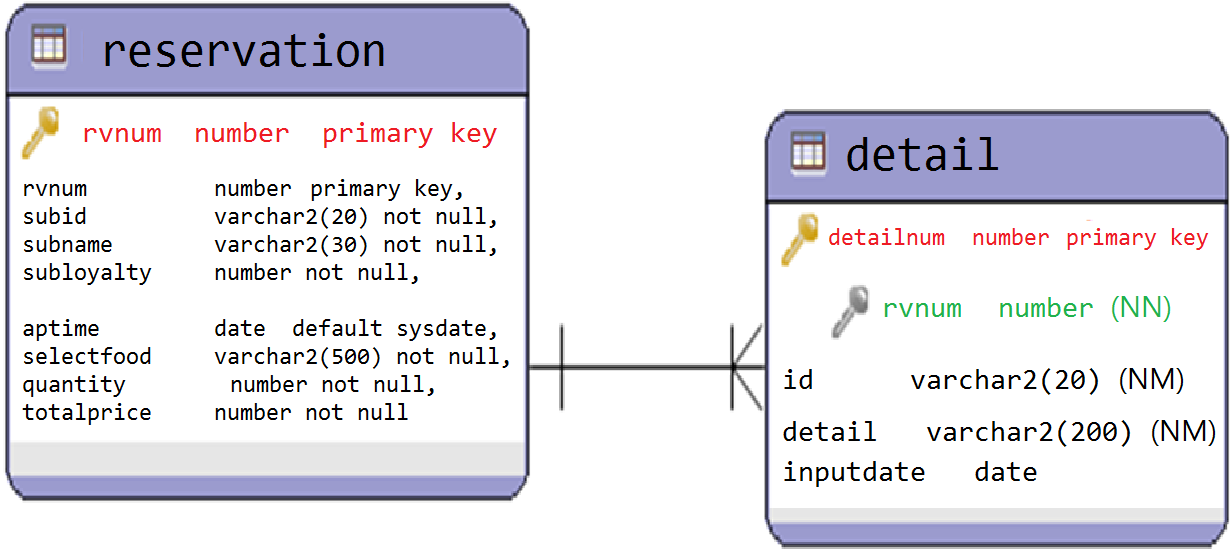 reservation
rvnum number primary key
rvnum number primary key,
subid varchar2(20) not null,
subname varchar2(30) not null,
subloyalty number not null,
aptime date default sysdate,
selectfood varchar2(500) not null,
quantity number not null,
totalprice number not null
detail
detailnum number primary key
rvnum number (NN)
id varchar2(20) (NM)
detail varchar2(200) (NM)
inputdate date